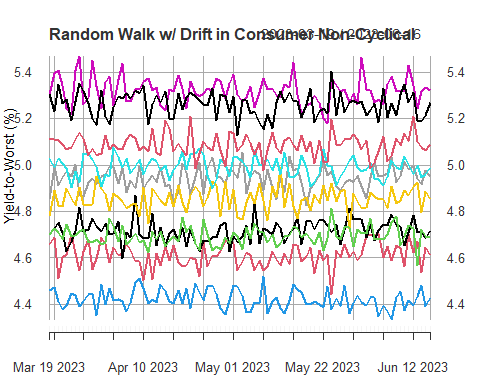 Random Walk w/ Drift in Consumer Non-Cyclical
5.4
5.2
5.0
4.8
4.6
4.4
Yield-to-Worst (%)
5.4
5.2
5.0
4.8
4.6
4.4
Mar 19 2023
Apr 10 2023
May 01 2023
May 22 2023
Jun 12 2023